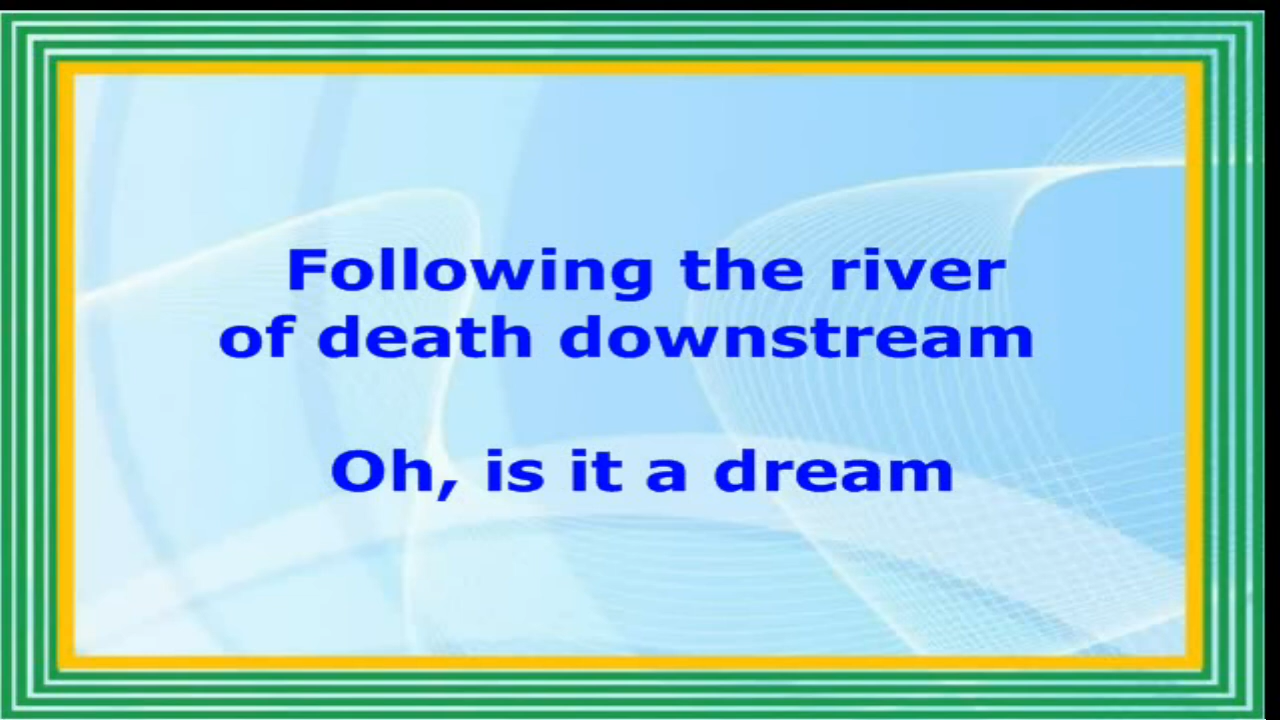 Following the river
of death downstream
Oh, is it a dream